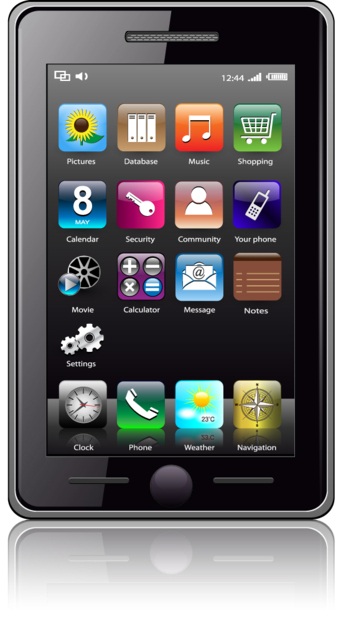 12:44
Pictures Database Music Shopping
8
MAY
Calendar Security Community Your phone
@
Movie Calculator Message Notes
Settings
23°C
Clock Phone Weather Navigation